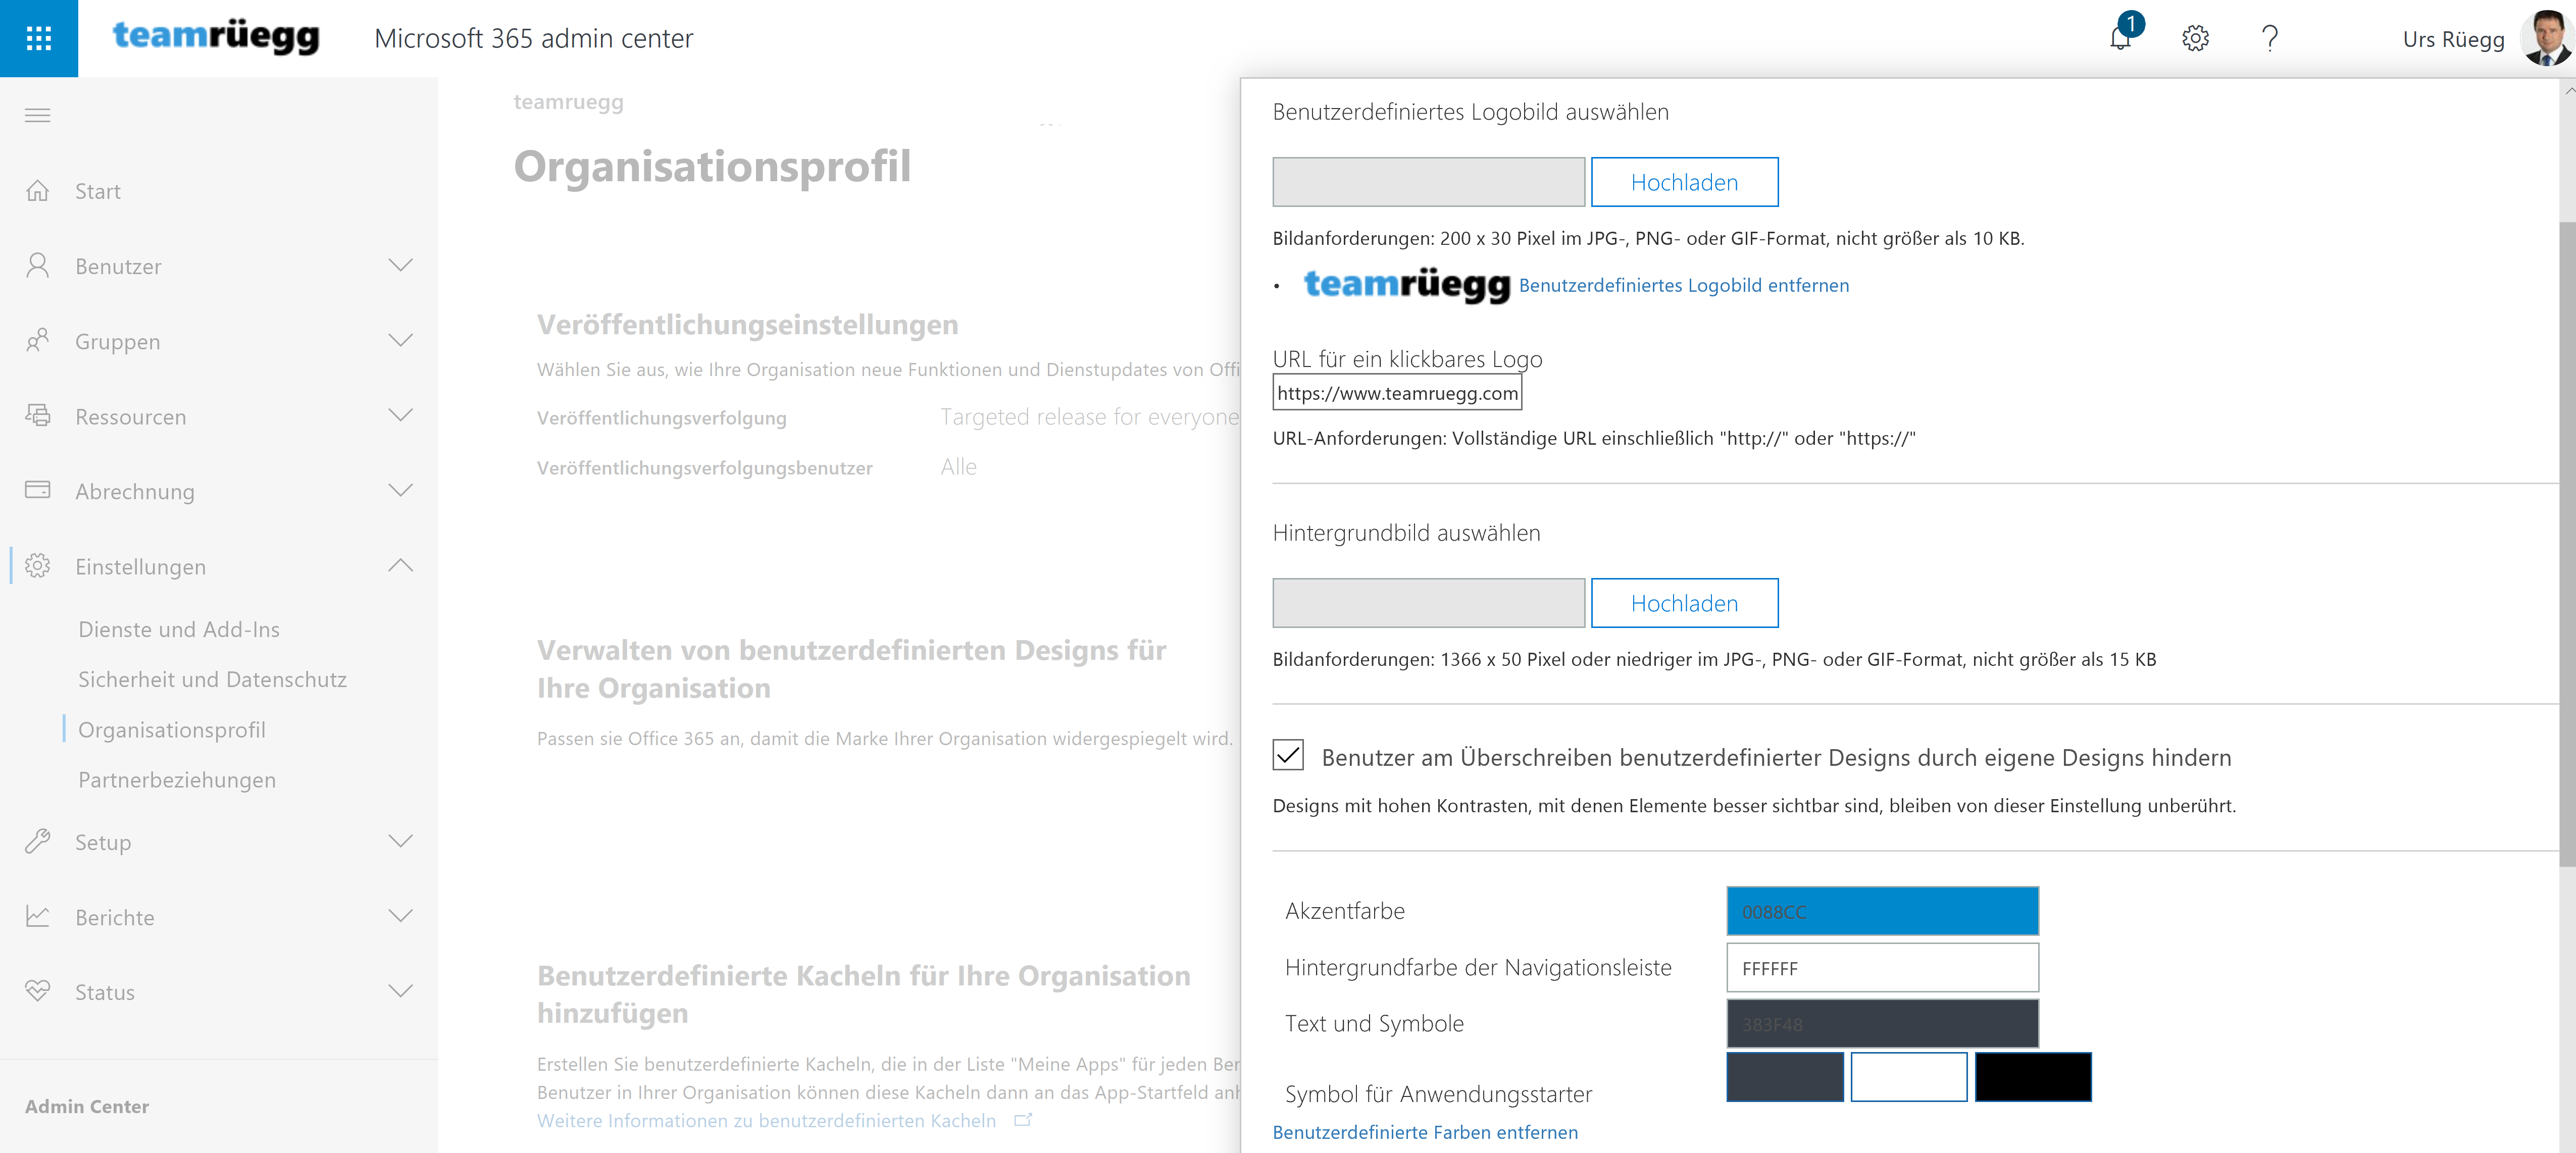 teamrüegg
Microsoft 365 admin center
1
Urs Rüegg
Start
Benutzer
Gruppen
Ressourcen
Abrechnung
Einstellungen
Dienste und Add-Ins
Sicherheit und Datenschutz
Organisationsprofil
Partnerbeziehungen
Setup
Berichte
Status
Admin Center
teamruegg
Organisationsprofil
Veröffentlichungseinstellungen
Wählen Sie aus, wie Ihre Organisation neue Funktionen und Dienstupdates von Offi
Veröffentlichungsverfolgung Targeted release for everyone
Veröffentlichungsverfolgungsbenutzer Alle
Verwalten von benutzerdefinierten Designs für
Ihre Organisation
Passen sie Office 365 an, damit die Marke Ihrer Organisation widergespiegelt wird.
Benutzerdefinierte Kacheln für Ihre Organisation
hinzufügen
Erstellen Sie benutzerdefinierte Kacheln, die in der Liste "Meine Apps" für jeden Ber
Benutzer in Ihrer Organisation können diese Kacheln dann an das App-Startfeld anh
Weitere Informationen zu benutzerdefinierten Kacheln
Benutzerdefiniertes Logobild auswählen
Hochladen
Bildanforderungen: 200 x 30 Pixel im JPG-, PNG- oder GIF-Format, nicht größer als 10 KB.
• teamrüegg Benutzerdefiniertes Logobild entfernen
URL für ein klickbares Logo
https://www.teamruegg.com
URL-Anforderungen: Vollständige URL einschließlich "http://" oder "https://"
Hintergrundbild auswählen
Hochladen
Bildanforderungen: 1366 x 50 Pixel oder niedriger im JPG-, PNG- oder GIF-Format, nicht größer als 15 KB
Benutzer am Überschreiben benutzerdefinierter Designs durch eigene Designs hindern
Designs mit hohen Kontrasten, mit denen Elemente besser sichtbar sind, bleiben von dieser Einstellung unberührt.
Akzentfarbe 0088CC
Hintergrundfarbe der Navigationsleiste FFFFFF
Text und Symbole 383F48
Symbol für Anwendungsstarter
Benutzerdefinierte Farben entfernen